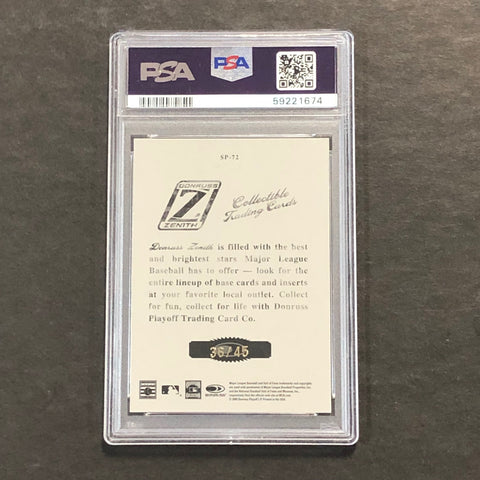 PSA
PSA
59221674
SP-72
DONRUSS
Z
ZENITH
Collectible
Trading Cards
Donruss Zenith is filled with the best
and brightest stars Major League
Baseball has to offer — look for the
entire lineup of base cards and inserts
at your favorite local outlet. Collect
for fun, collect for life with Donruss
Playoff Trading Card Co.
36/45